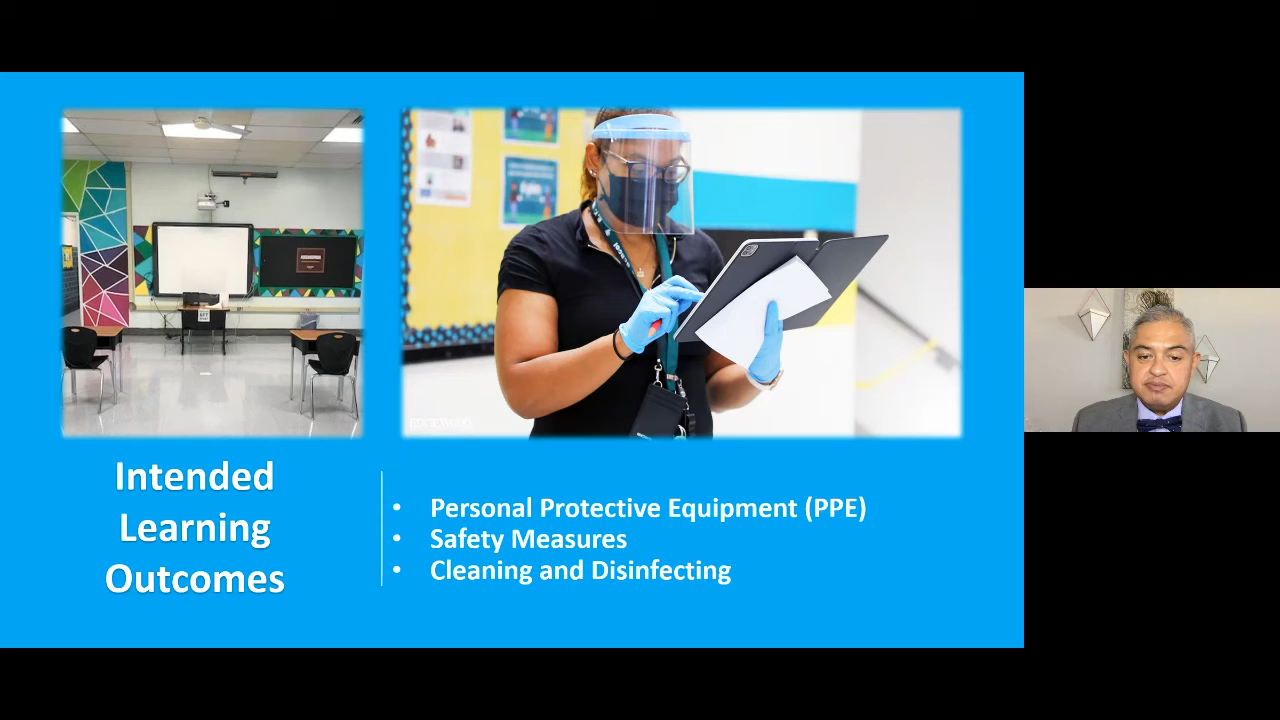 Intended
Learning
Outcomes
• Personal Protective Equipment (PPE)
• Safety Measures
• Cleaning and Disinfecting